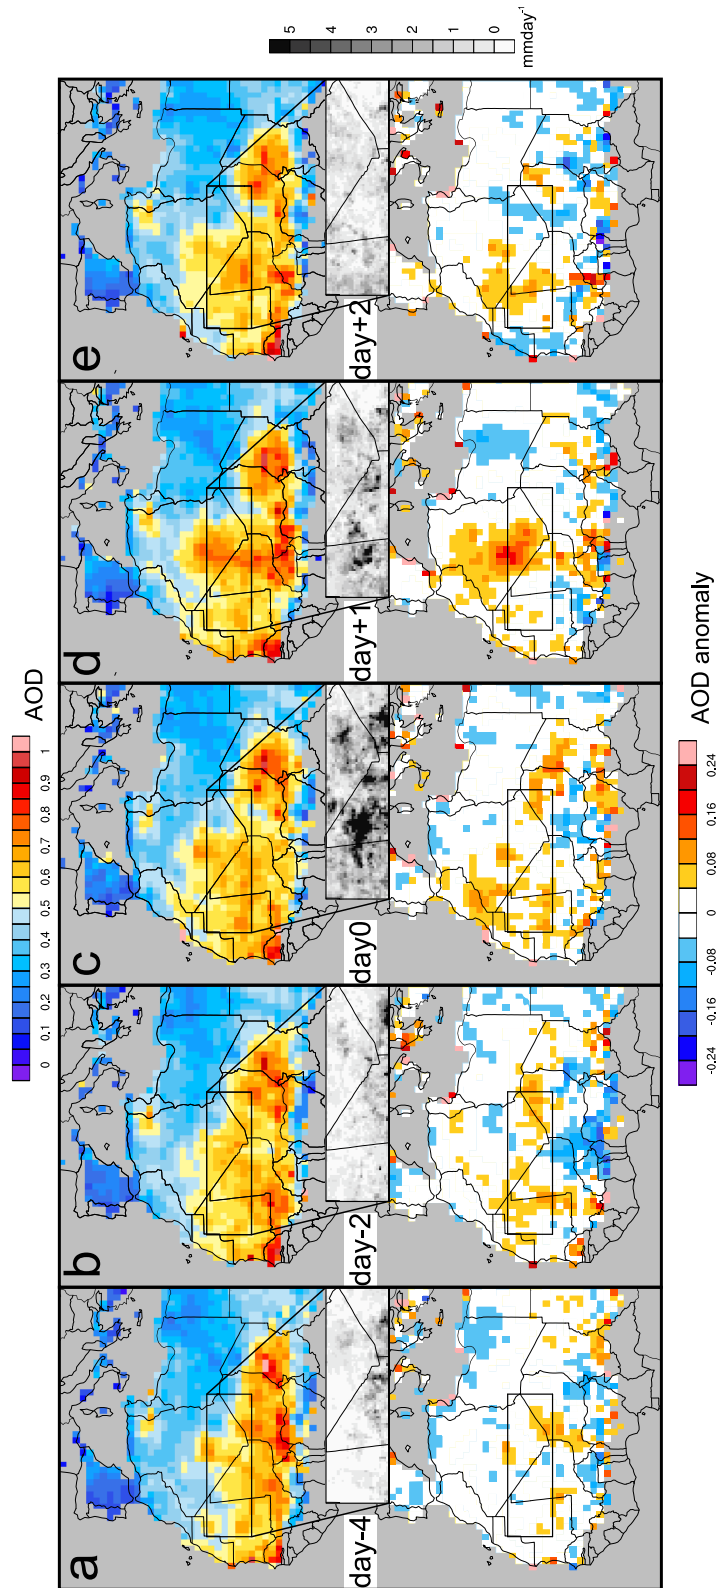 0 0.1 0.2 0.3 0.4 0.5 0.6 0.7 0.8 0.9 1
AOD
a
b
c
d
e
day-4
day-2
day0
day+1
day+2
5
4
3
2
1
0
mmday⁻¹
-0,24 -0,16 -0,08 0 0,08 0,16 0,24
AOD anomaly